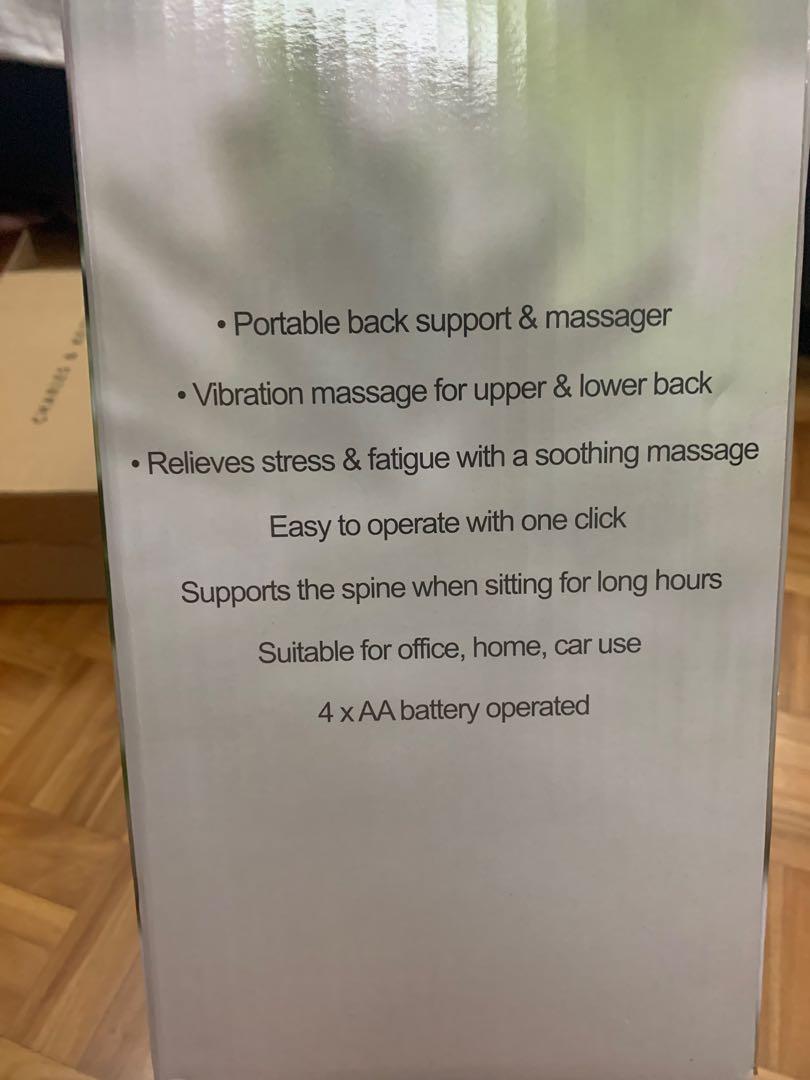 • Portable back support & massager
• Vibration massage for upper & lower back
• Relieves stress & fatigue with a soothing massage
Easy to operate with one click
Supports the spine when sitting for long hours
Suitable for office, home, car use
4 x AA battery operated
CHARLES &